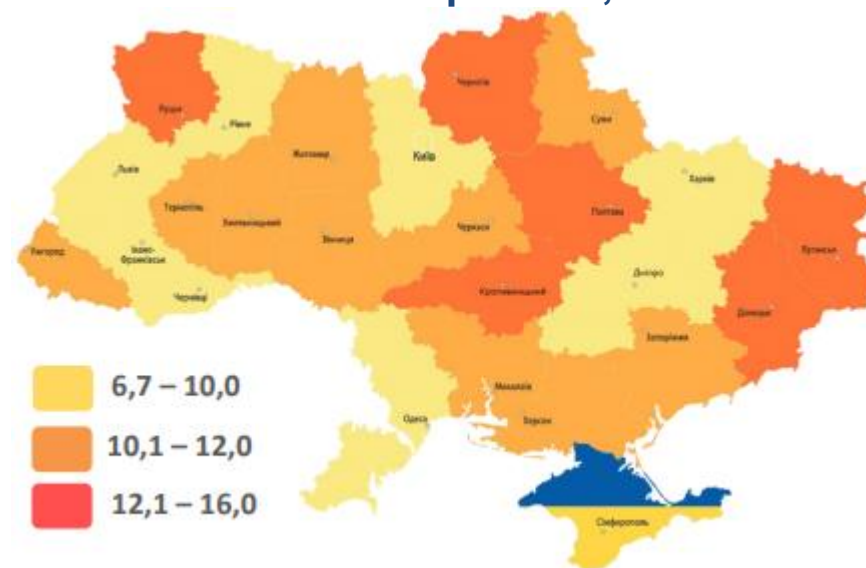 Чернігів
Луцьк
Рівне
Суми
Київ
Житомир
Львів
Харків
Тернопіль
Хмельницький
Полтава
Вінниця
Черкаси
Ужгород
Івано-
Франківськ
Луганськ
Дніпро
Чернівці
Кропивницький
Донецьк
Запоріжжя
6,7 – 10,0
Миколаїв
Одеса
Херсон
10,1 – 12,0
12,1 – 16,0
Сімферополь